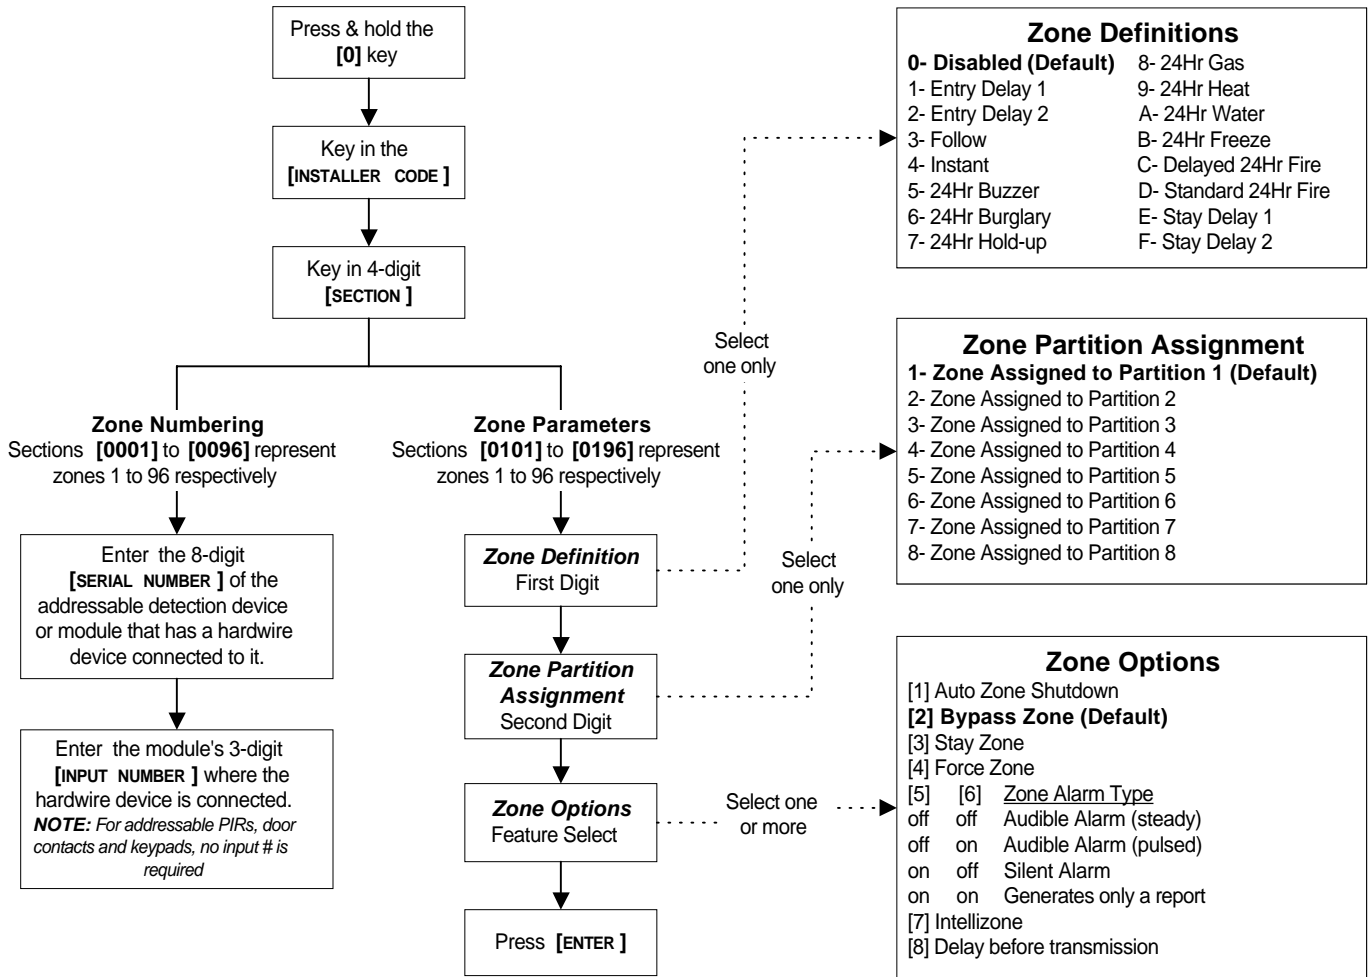 Press & hold the
[0] key
Key in the
[INSTALLER CODE ]
Key in 4-digit
[SECTION ]
Zone Numbering
Sections [0001] to [0096] represent
zones 1 to 96 respectively
Enter the 8-digit
[SERIAL NUMBER ] of the
addressable detection device
or module that has a hardwire
device connected to it.
Enter the module's 3-digit
[INPUT NUMBER ] where the
hardwire device is connected.
NOTE: For addressable PIRs, door
contacts and keypads, no input # is
required
Zone Parameters
Sections [0101] to [0196] represent
zones 1 to 96 respectively
Zone Definition
First Digit
Zone Partition
Assignment
Second Digit
Zone Options
Feature Select
Press [ENTER ]
Select
one only
Select
one only
Select one
or more
Zone Definitions
0- Disabled (Default)
1- Entry Delay 1
2- Entry Delay 2
3- Follow
4- Instant
5- 24Hr Buzzer
6- 24Hr Burglary
7- 24Hr Hold-up
8- 24Hr Gas
9- 24Hr Heat
A- 24Hr Water
B- 24Hr Freeze
C- Delayed 24Hr Fire
D- Standard 24Hr Fire
E- Stay Delay 1
F- Stay Delay 2
Zone Partition Assignment
1- Zone Assigned to Partition 1 (Default)
2- Zone Assigned to Partition 2
3- Zone Assigned to Partition 3
4- Zone Assigned to Partition 4
5- Zone Assigned to Partition 5
6- Zone Assigned to Partition 6
7- Zone Assigned to Partition 7
8- Zone Assigned to Partition 8
Zone Options
[1] Auto Zone Shutdown
[2] Bypass Zone (Default)
[3] Stay Zone
[4] Force Zone
[5] [6] Zone Alarm Type
off off Audible Alarm (steady)
off on Audible Alarm (pulsed)
on off Silent Alarm
on on Generates only a report
[7] Intellizone
[8] Delay before transmission